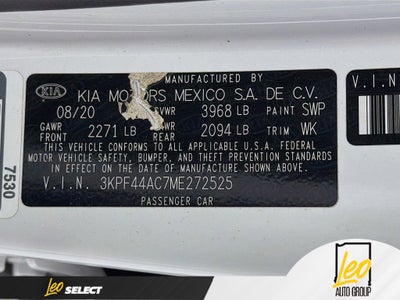 MANUFACTURED BY
KIA KIA MOTORS MEXICO S.A. DE C.V.
08/20 GVWR 3968 LB PAINT SWP
GAWR FRONT 2271 LB GAWR REAR 2094 LB TRIM WK
THIS VEHICLE CONFORMS TO ALL APPLICABLE U.S.A. FEDERAL
MOTOR VEHICLE SAFETY, BUMPER, AND THEFT PREVENTION STANDARDS
IN EFFECT ON THE DATE OF MANUFACTURE SHOWN ABOVE.
V.I.N. 3KPF44AC7ME272525
PASSENGER CAR
7530
V.I.N.
Leo SELECT
Leo
AUTO GROUP